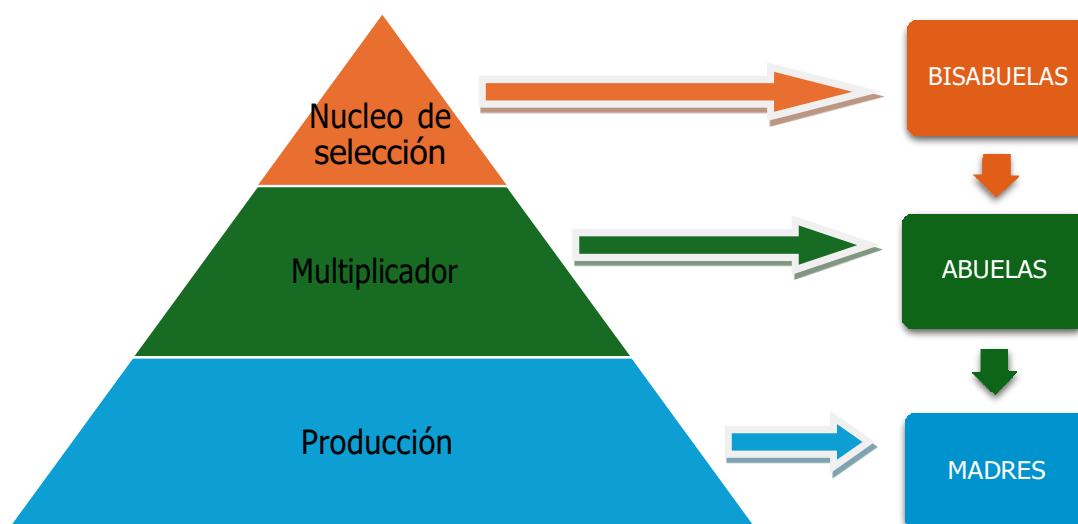 Nucleo de
selección
BISABUELAS
Multiplicador
ABUELAS
Producción
MADRES